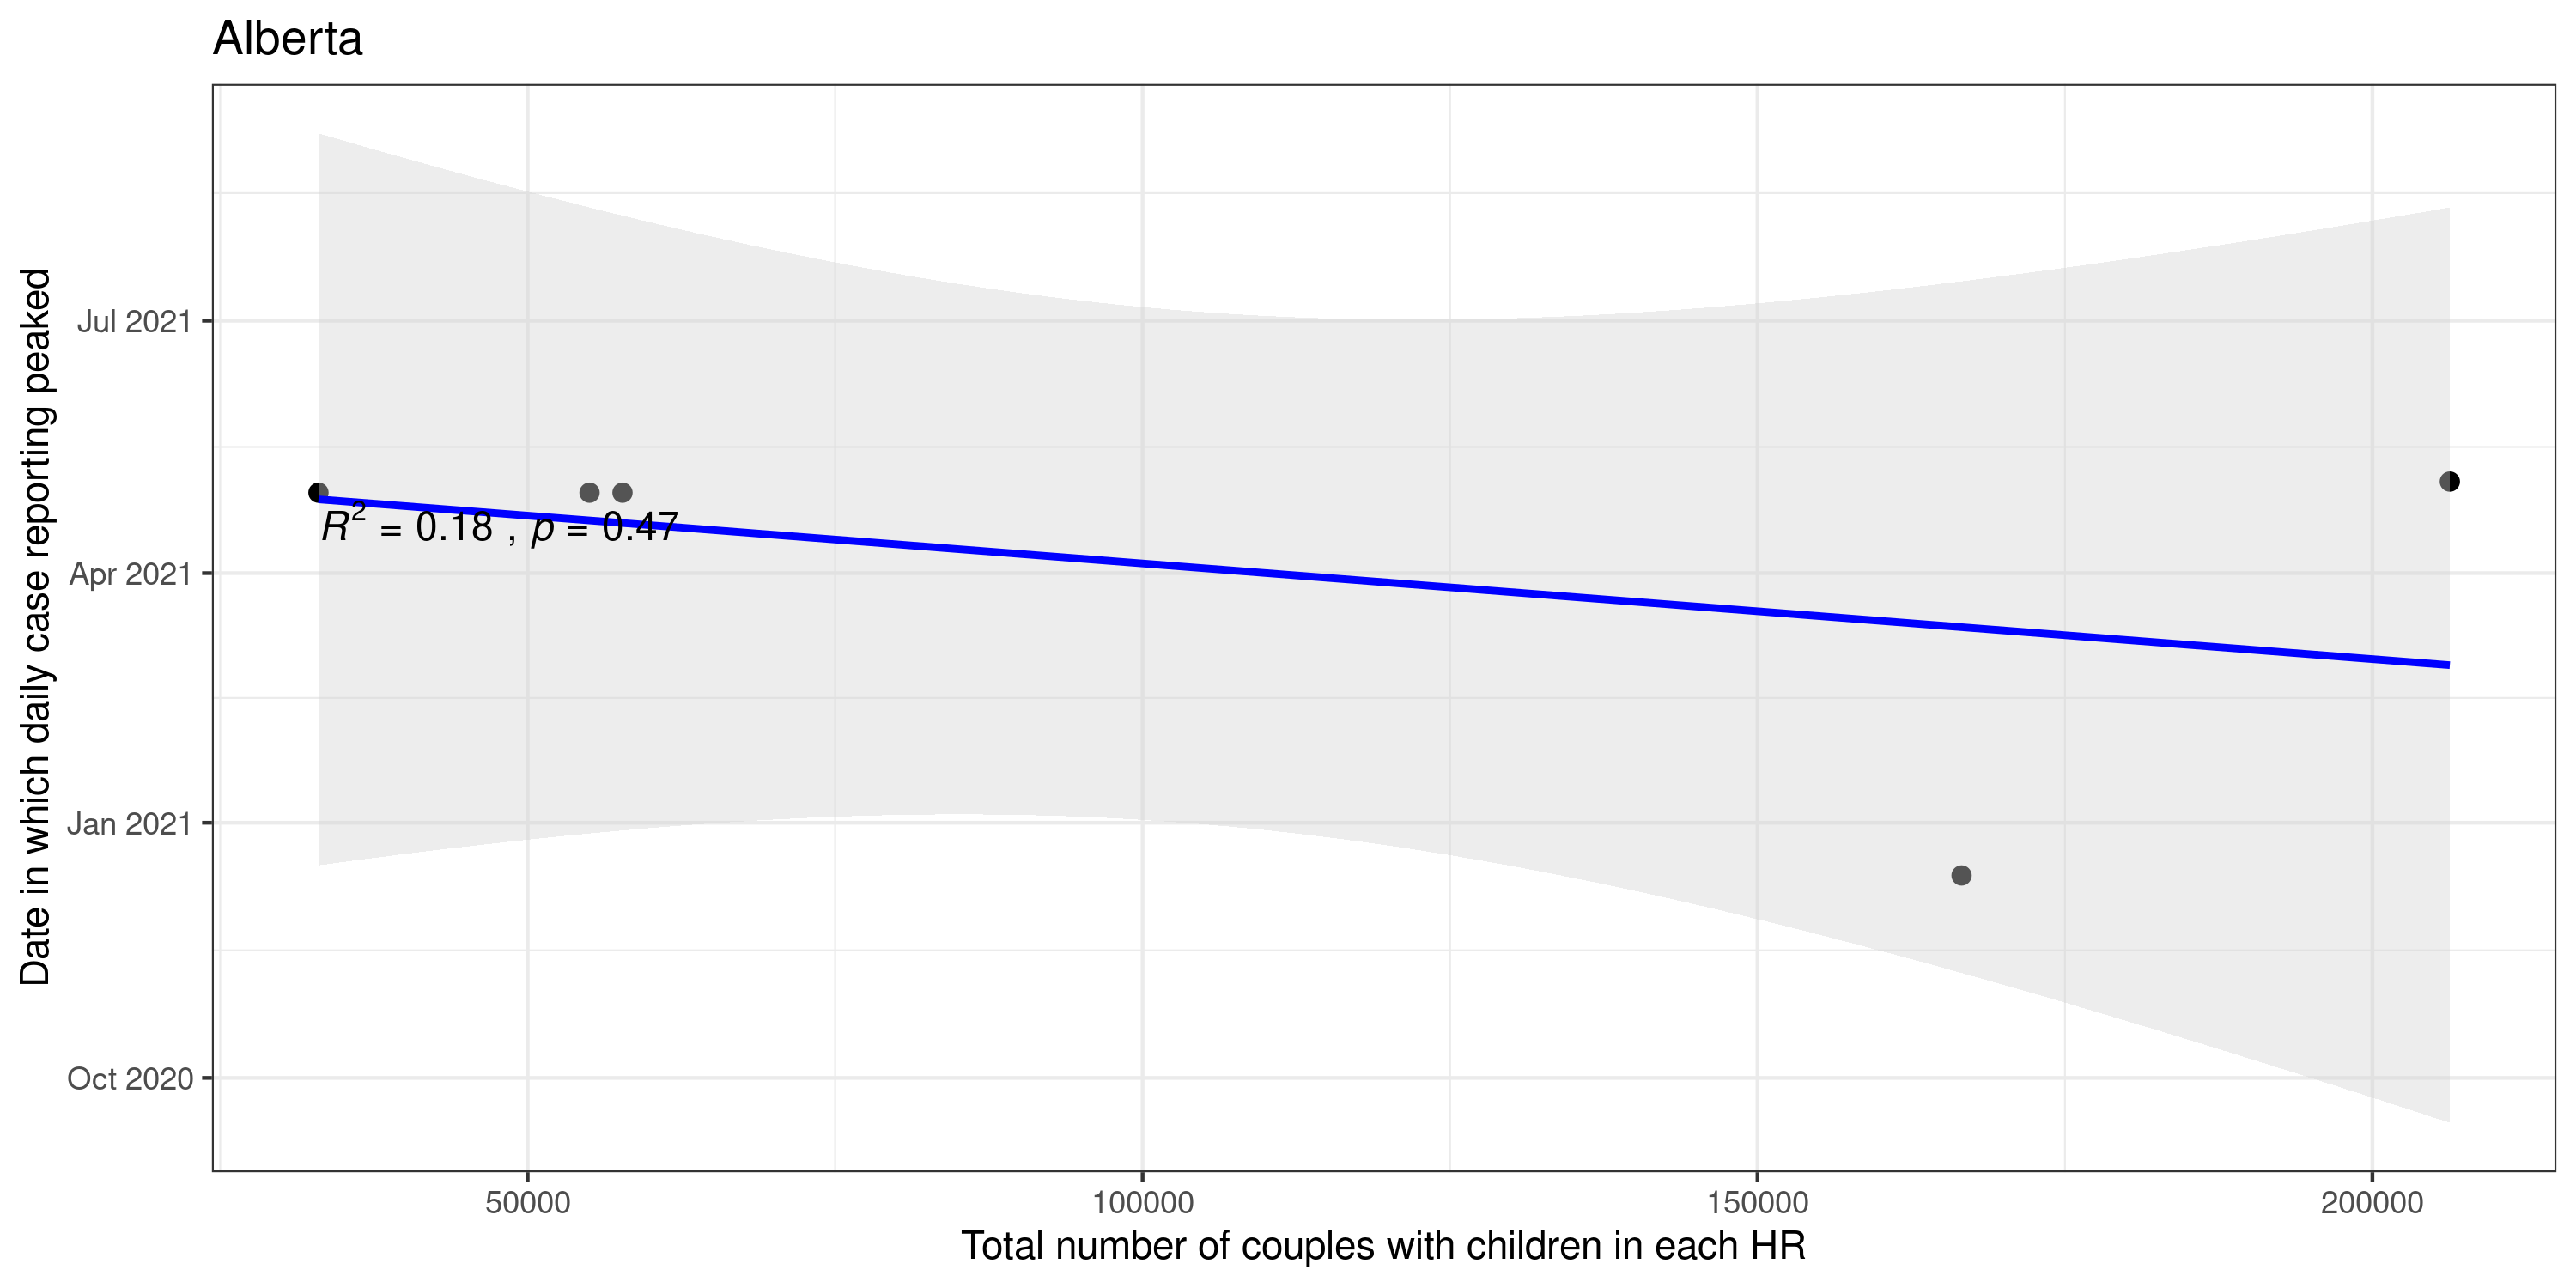 Alberta
Date in which daily case reporting peaked
Jul 2021
Apr 2021
Jan 2021
Oct 2020
R² = 0.18 , p = 0.47
50000
100000
150000
200000
Total number of couples with children in each HR